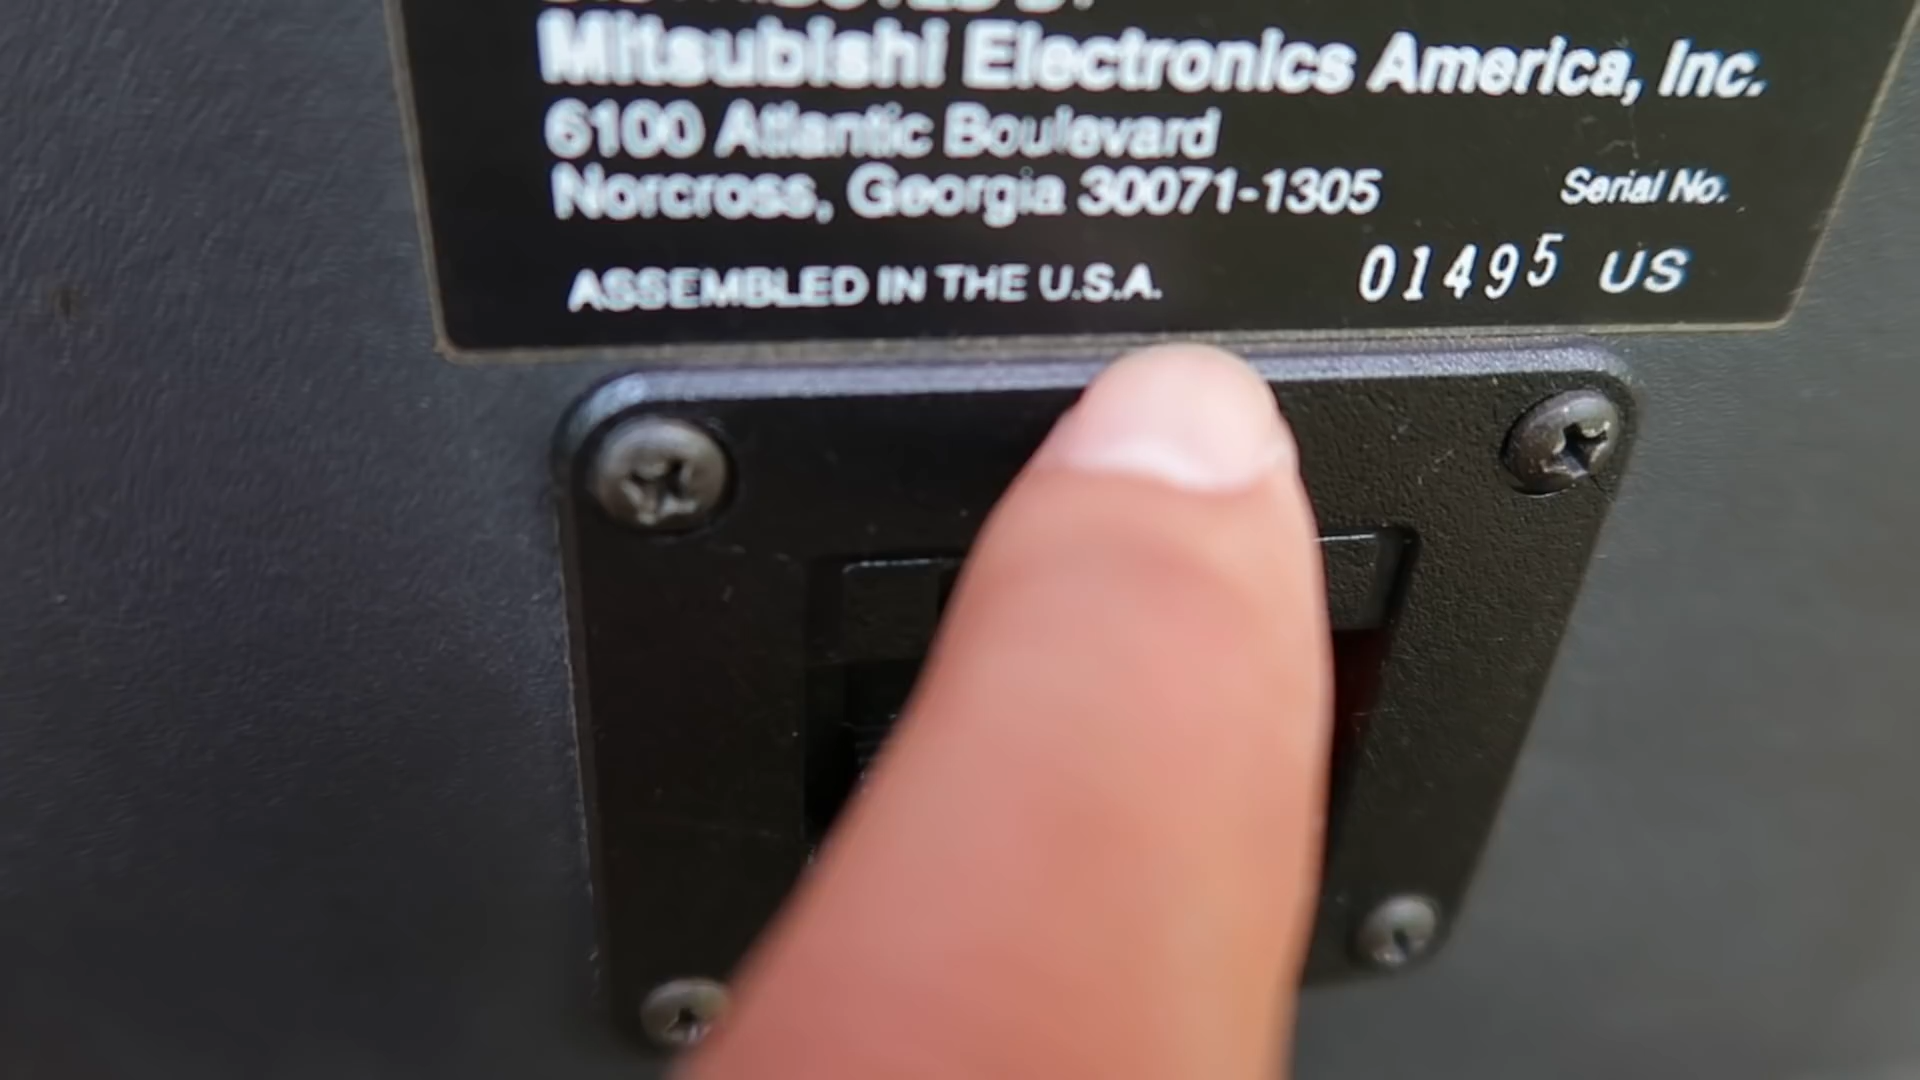 Mitsubishi Electronics America, Inc.
6100 Atlantic Boulevard
Norcross, Georgia 30071-1305
Serial No.
ASSEMBLED IN THE U.S.A.
01495 US